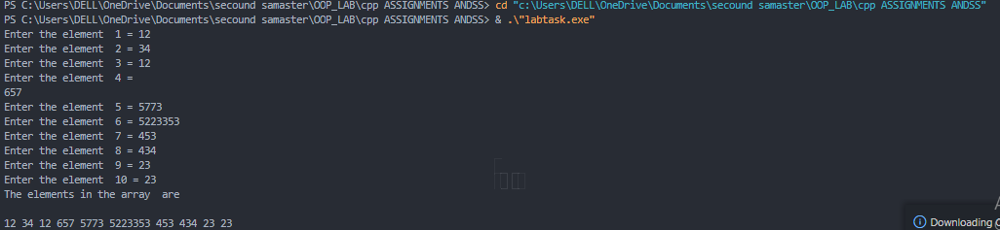 PS C:\Users\DELL\OneDrive\Documents\secound samaster\OOP_LAB\cpp ASSIGNMENTS ANDSS> cd "c:\Users\DELL\OneDrive\Documents\secound samaster\OOP_LAB\cpp ASSIGNMENTS ANDSS"
PS C:\Users\DELL\OneDrive\Documents\secound samaster\OOP_LAB\cpp ASSIGNMENTS ANDSS> & .\"labtask.exe"
Enter the element  1 = 12
Enter the element  2 = 34
Enter the element  3 = 12
Enter the element  4 =
657
Enter the element  5 = 5773
Enter the element  6 = 5223353
Enter the element  7 = 453
Enter the element  8 = 434
Enter the element  9 = 23
Enter the element  10 = 23
The elements in the array  are
12 34 12 657 5773 5223353 453 434 23 23
Downloading